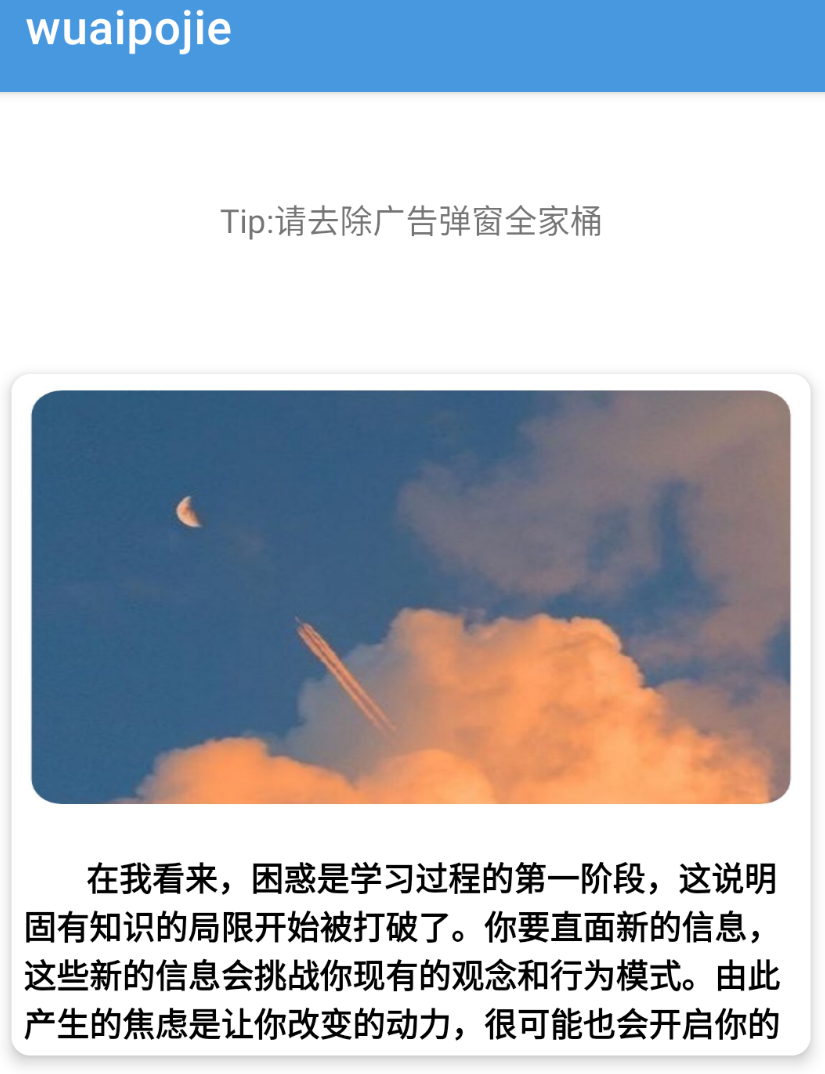 wuaipojie
Tip:请去除广告弹窗全家桶
在我看来，困惑是学习过程的第一阶段，这说明
固有知识的局限开始被打破了。你要直面新的信息，
这些新的信息会挑战你现有的观念和行为模式。由此
产生的焦虑是让你改变的动力，很可能也会开启你的